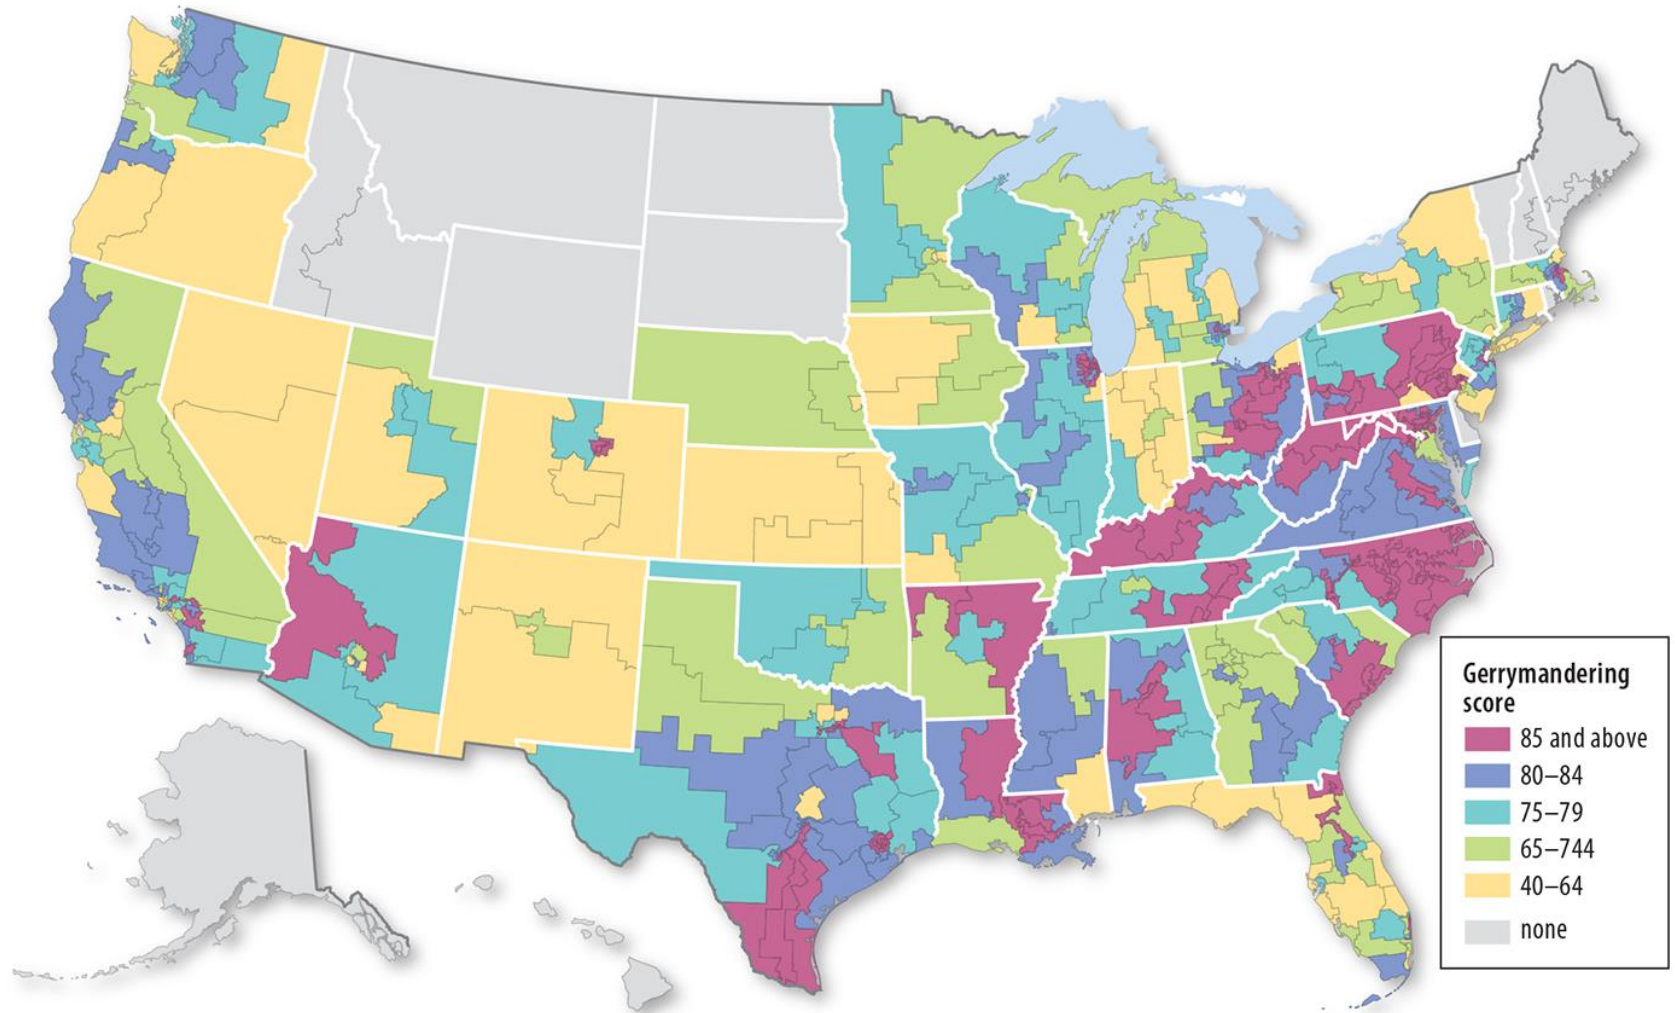 Gerrymandering
score
85 and above
80–84
75–79
65–744
40–64
none